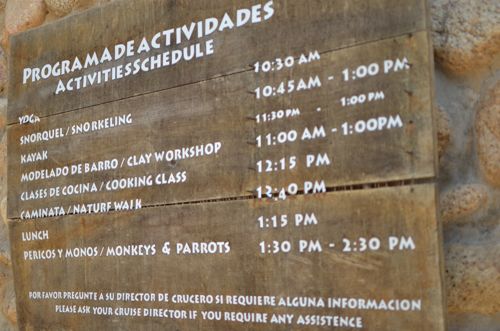 PROGRAMA DE ACTIVIDADES
ACTIVITIES SCHEDULE
YOGA 10:30 AM
SNORQUEL / SNORKELING 10:45AM - 1:00 PM
KAYAK 11:30 PM - 1:00 PM
MODELADO DE BARRO / CLAY WORKSHOP 11:00 AM - 1:00PM
CLASES DE COCINA / COOKING CLASS 12:15 PM
CAMINATA / NATURE WALK 12:40 PM
LUNCH 1:15 PM
PERICOS Y MONOS / MONKEYS & PARROTS 1:30 PM - 2:30 PM
POR FAVOR PREGUNTE A SU DIRECTOR DE CRUCERO SI REQUIERE ALGUNA INFORMACION
PLEASE ASK YOUR CRUISE DIRECTOR IF YOU REQUIRE ANY ASSISTENCE